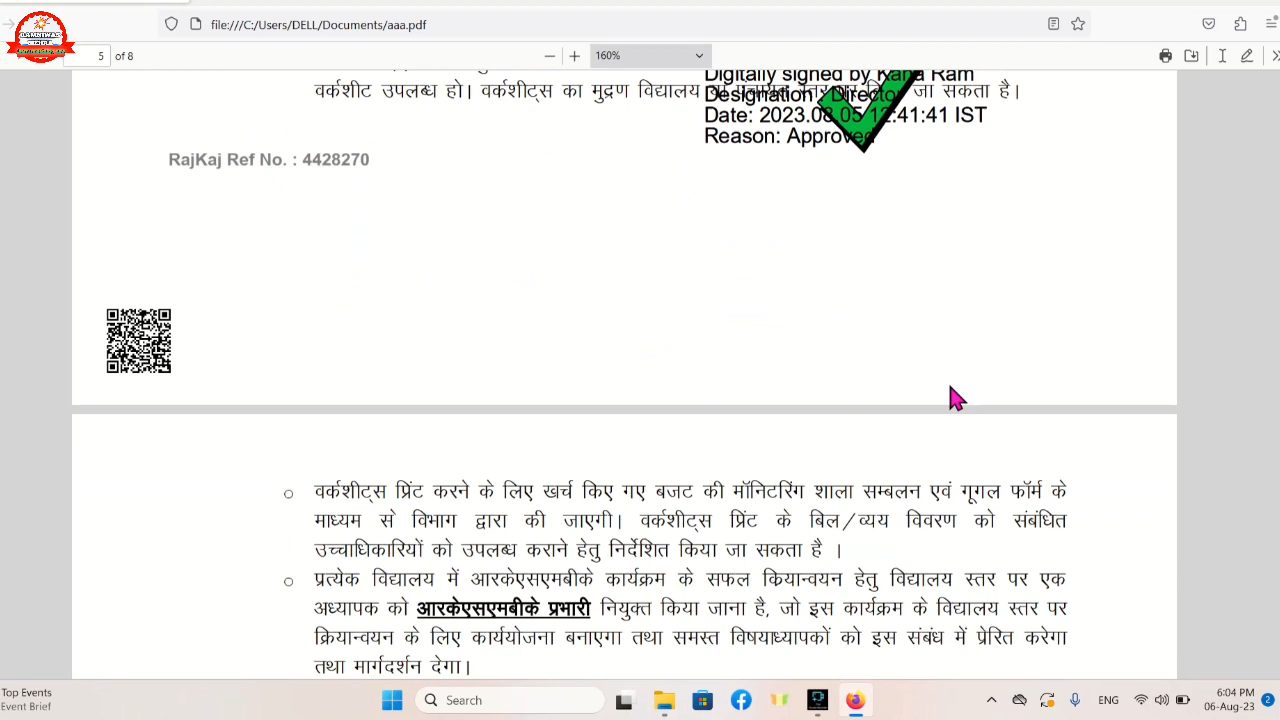 file:///C:/Users/DELL/Documents/aaa.pdf
5 of 8
160%
Digitally signed by Kana Ram
वर्कशीट उपलब्ध हो। वर्कशीट्स का मुद्रण विद्यालय जा सकता है।
Designation : Director
Date: 2023.08.05 12:41:41 IST
Reason: Approved
RajKaj Ref No. : 4428270
○ वर्कशीट्स प्रिंट करने के लिए खर्च किए गए बजट की मॉनिटरिंग शाला सम्बलन एवं गूगल फॉर्म के
माध्यम से विभाग द्वारा की जाएगी। वर्कशीट्स प्रिंट के बिल/व्यय विवरण को संबंधित
उच्चाधिकारियों को उपलब्ध कराने हेतु निर्देशित किया जा सकता है ।
○ प्रत्येक विद्यालय में आरकेएसएमबीके कार्यक्रम के सफल क्रियान्वयन हेतु विद्यालय स्तर पर एक
अध्यापक को आरकेएसएमबीके प्रभारी नियुक्त किया जाना है, जो इस कार्यक्रम के विद्यालय स्तर पर
क्रियान्वयन के लिए कार्ययोजना बनाएगा तथा समस्त विषयाध्यापकों को इस संबंध में प्रेरित करेगा
तथा मार्गदर्शन देगा।
Top Events
Event Brief
Search
ENG
6:04 PM
06-Aug-23
2